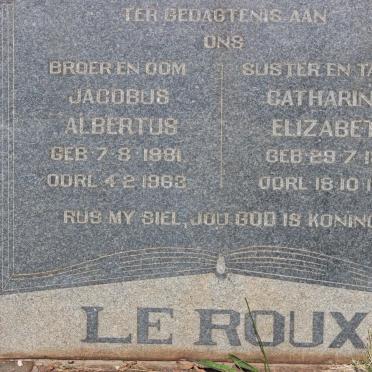 TER GEDAGTENIS AAN
ONS
BROER EN OOM
JACOBUS
ALBERTUS
GEB 7-8 1881.
OORL 4-2 1963
SUSTER EN TA
CATHARIN
ELIZABET
GEB 29-7-1
OORL 18-10-1
RUS MY SIEL, JOU GOD IS KONING
LE ROUX